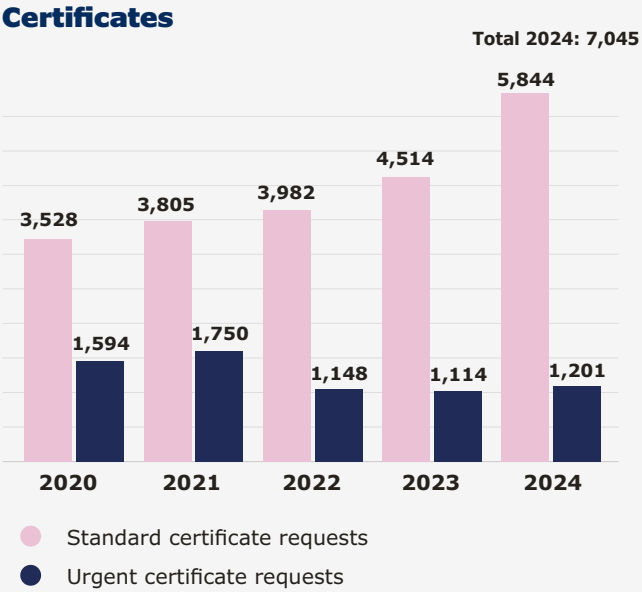 Certificates
Total 2024: 7,045
5,844
4,514
3,982
3,805
3,528
1,750
1,594
1,148
1,114
1,201
2020 2021 2022 2023 2024
Standard certificate requests
Urgent certificate requests